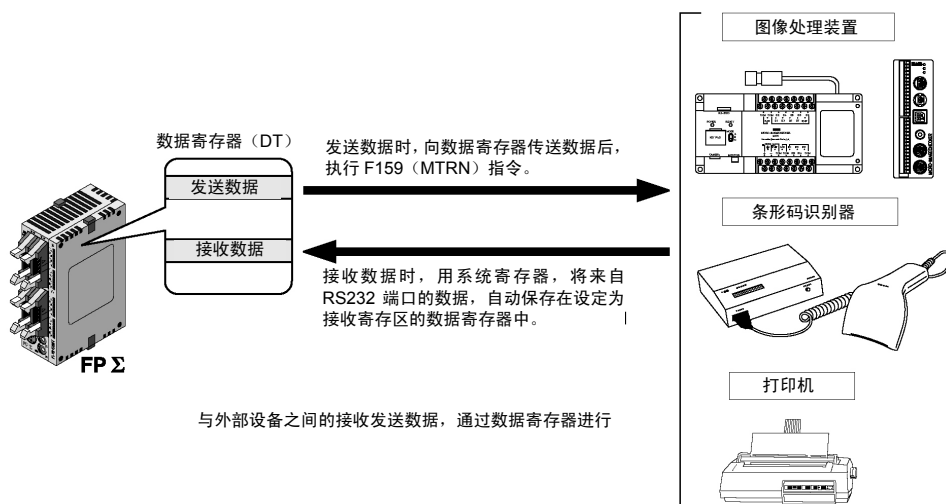 图像处理装置
数据寄存器（DT）
发送数据时，向数据寄存器传送数据后，
执行 F159（MTRN）指令。
发送数据
条形码识别器
接收数据
接收数据时，用系统寄存器，将来自
RS232 端口的数据，自动保存在设定为
接收寄存区的数据寄存器中。
FP Σ
打印机
与外部设备之间的接收发送数据，通过数据寄存器进行